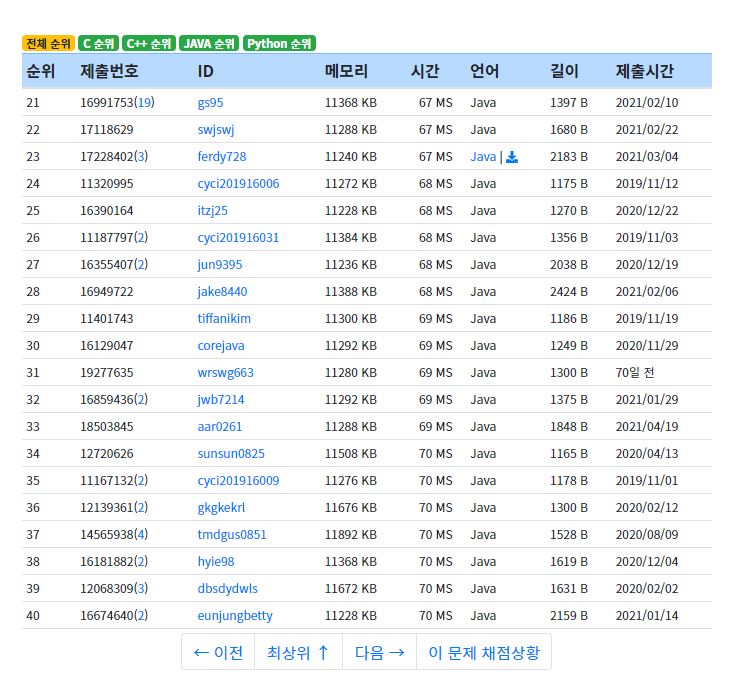 전체 순위 C 순위 C++ 순위 JAVA 순위 Python 순위
순위 제출번호 ID 메모리 시간 언어 길이 제출시간
21 16991753(19) gs95 11368 KB 67 MS Java 1397 B 2021/02/10
22 17118629 swjswj 11288 KB 67 MS Java 1680 B 2021/02/22
23 17228402(3) ferdy728 11240 KB 67 MS Java | 2183 B 2021/03/04
24 11320995 cyci201916006 11272 KB 68 MS Java 1175 B 2019/11/12
25 16390164 itzj25 11228 KB 68 MS Java 1270 B 2020/12/22
26 11187797(2) cyci201916031 11384 KB 68 MS Java 1356 B 2019/11/03
27 16355407(2) jun9395 11236 KB 68 MS Java 2038 B 2020/12/19
28 16949722 jake8440 11388 KB 68 MS Java 2424 B 2021/02/06
29 11401743 tiffanikim 11300 KB 69 MS Java 1186 B 2019/11/19
30 16129047 corejava 11292 KB 69 MS Java 1249 B 2020/11/29
31 19277635 wrswg663 11280 KB 69 MS Java 1300 B 70일 전
32 16859436(2) jwb7214 11292 KB 69 MS Java 1375 B 2021/01/29
33 18503845 aar0261 11288 KB 69 MS Java 1848 B 2021/04/19
34 12720626 sunsun0825 11508 KB 70 MS Java 1165 B 2020/04/13
35 11167132(2) cyci201916009 11276 KB 70 MS Java 1178 B 2019/11/01
36 12139361(2) gkgkekrl 11676 KB 70 MS Java 1300 B 2020/02/12
37 14565938(4) tmdgus0851 11892 KB 70 MS Java 1528 B 2020/08/09
38 16181882(2) hyie98 11368 KB 70 MS Java 1619 B 2020/12/04
39 12068309(3) dbsdydwls 11672 KB 70 MS Java 1631 B 2020/02/02
40 16674640(2) eunjungbetty 11228 KB 70 MS Java 2159 B 2021/01/14
← 이전 최상위 ↑ 다음 → 이 문제 채점상황